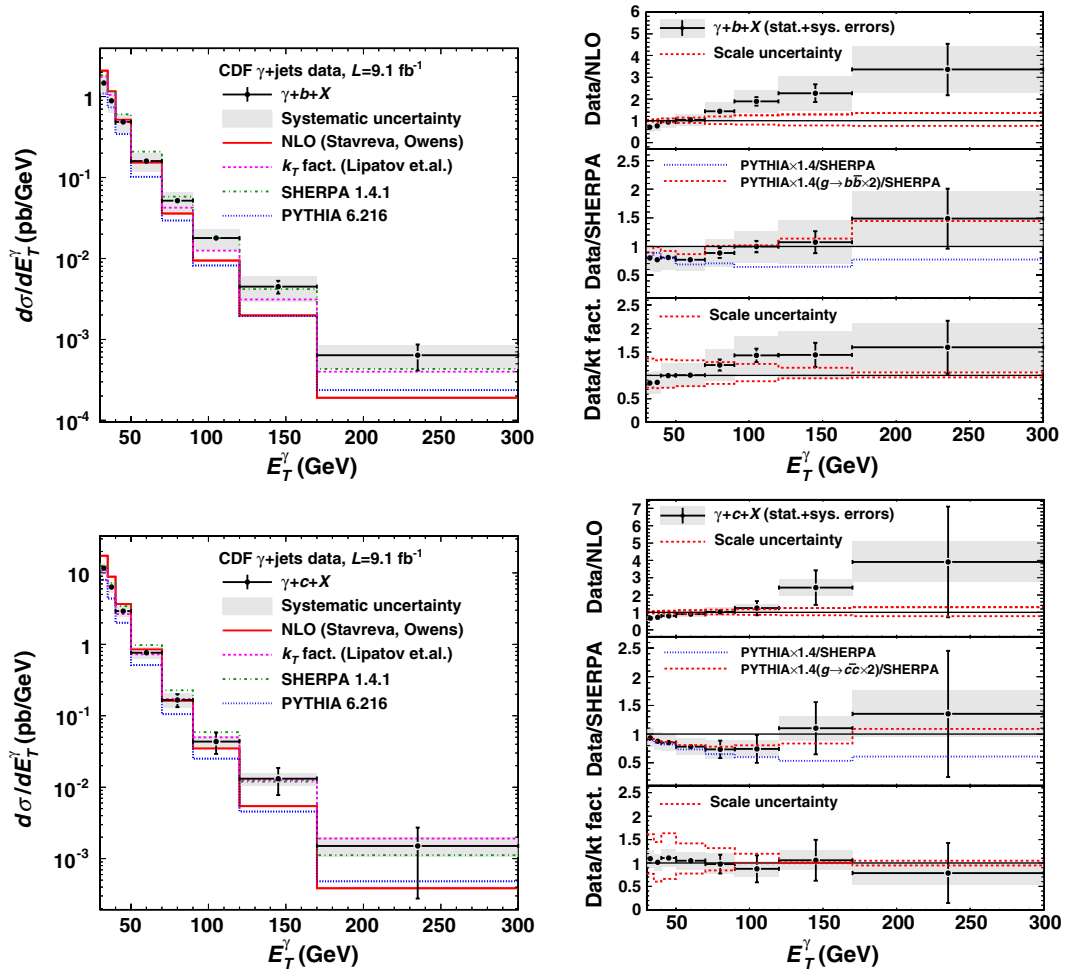 CDF γ+jets data, L=9.1 fb⁻¹
γ+b+X
Systematic uncertainty
NLO (Stavreva, Owens)
k_T fact. (Lipatov et.al.)
SHERPA 1.4.1
PYTHIA 6.216
dσ/dE_T^γ (pb/GeV)
1
10⁻¹
10⁻²
10⁻³
10⁻⁴
50 100 150 200 250 300
E_T^γ (GeV)
γ+b+X (stat.+sys. errors)
Scale uncertainty
Data/NLO
6
5
4
3
2
1
0
PYTHIA×1.4/SHERPA
PYTHIA×1.4(g→bb̅×2)/SHERPA
Data/SHERPA
2.5
2
1.5
1
0.5
Scale uncertainty
Data/kt fact.
2.5
2
1.5
1
0.5
0
50 100 150 200 250 300
E_T^γ (GeV)
CDF γ+jets data, L=9.1 fb⁻¹
γ+c+X
Systematic uncertainty
NLO (Stavreva, Owens)
k_T fact. (Lipatov et.al.)
SHERPA 1.4.1
PYTHIA 6.216
dσ/dE_T^γ (pb/GeV)
10
1
10⁻¹
10⁻²
10⁻³
50 100 150 200 250 300
E_T^γ (GeV)
γ+c+X (stat.+sys. errors)
Scale uncertainty
Data/NLO
7
6
5
4
3
2
1
0
PYTHIA×1.4/SHERPA
PYTHIA×1.4(g→cc̅×2)/SHERPA
Data/SHERPA
2.5
2
1.5
1
0.5
Scale uncertainty
Data/kt fact.
2.5
2
1.5
1
0.5
0
50 100 150 200 250 300
E_T^γ (GeV)